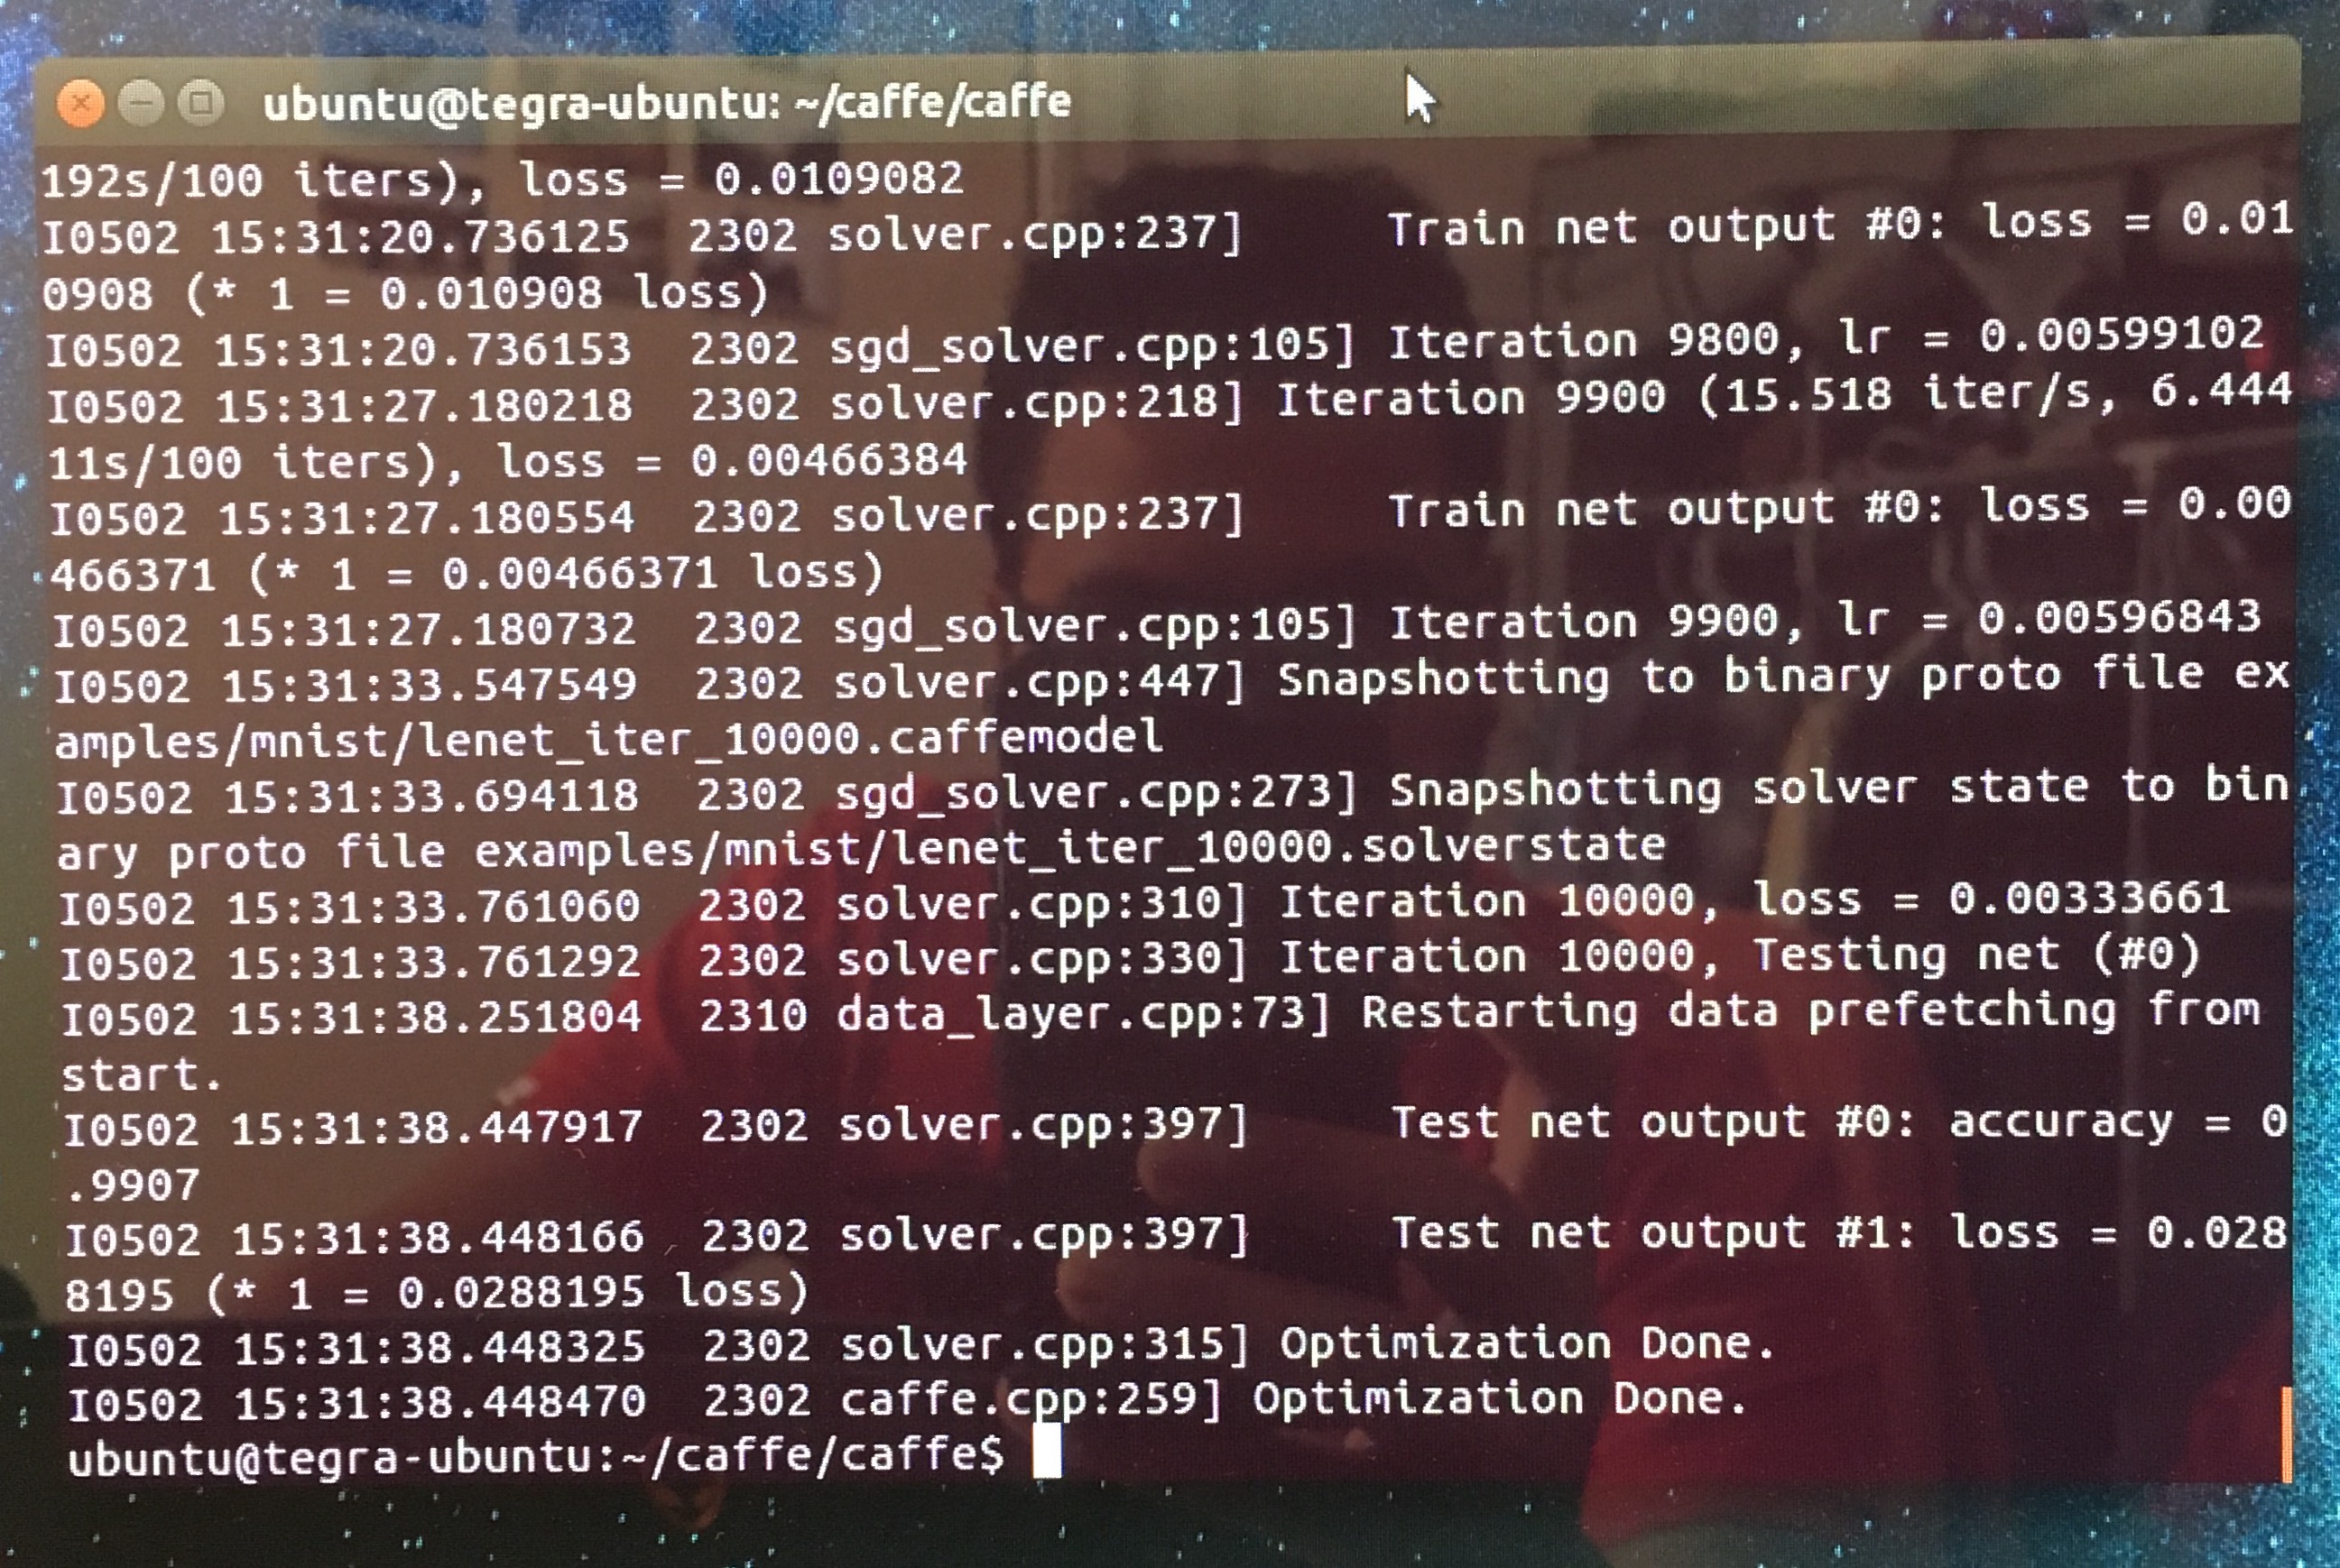 ubuntu@tegra-ubuntu: ~/caffe/caffe
192s/100 iters), loss = 0.0109082
I0502 15:31:20.736125  2302 solver.cpp:237]     Train net output #0: loss = 0.01
0908 (* 1 = 0.010908 loss)
I0502 15:31:20.736153  2302 sgd_solver.cpp:105] Iteration 9800, lr = 0.00599102
I0502 15:31:27.180218  2302 solver.cpp:218] Iteration 9900 (15.518 iter/s, 6.444
11s/100 iters), loss = 0.00466384
I0502 15:31:27.180554  2302 solver.cpp:237]     Train net output #0: loss = 0.00
466371 (* 1 = 0.00466371 loss)
I0502 15:31:27.180732  2302 sgd_solver.cpp:105] Iteration 9900, lr = 0.00596843
I0502 15:31:33.547549  2302 solver.cpp:447] Snapshotting to binary proto file ex
amples/mnist/lenet_iter_10000.caffemodel
I0502 15:31:33.694118  2302 sgd_solver.cpp:273] Snapshotting solver state to bin
ary proto file examples/mnist/lenet_iter_10000.solverstate
I0502 15:31:33.761060  2302 solver.cpp:310] Iteration 10000, loss = 0.00333661
I0502 15:31:33.761292  2302 solver.cpp:330] Iteration 10000, Testing net (#0)
I0502 15:31:38.251804  2310 data_layer.cpp:73] Restarting data prefetching from
start.
I0502 15:31:38.447917  2302 solver.cpp:397]     Test net output #0: accuracy = 0
.9907
I0502 15:31:38.448166  2302 solver.cpp:397]     Test net output #1: loss = 0.028
8195 (* 1 = 0.0288195 loss)
I0502 15:31:38.448325  2302 solver.cpp:315] Optimization Done.
I0502 15:31:38.448470  2302 caffe.cpp:259] Optimization Done.
ubuntu@tegra-ubuntu:~/caffe/caffe$